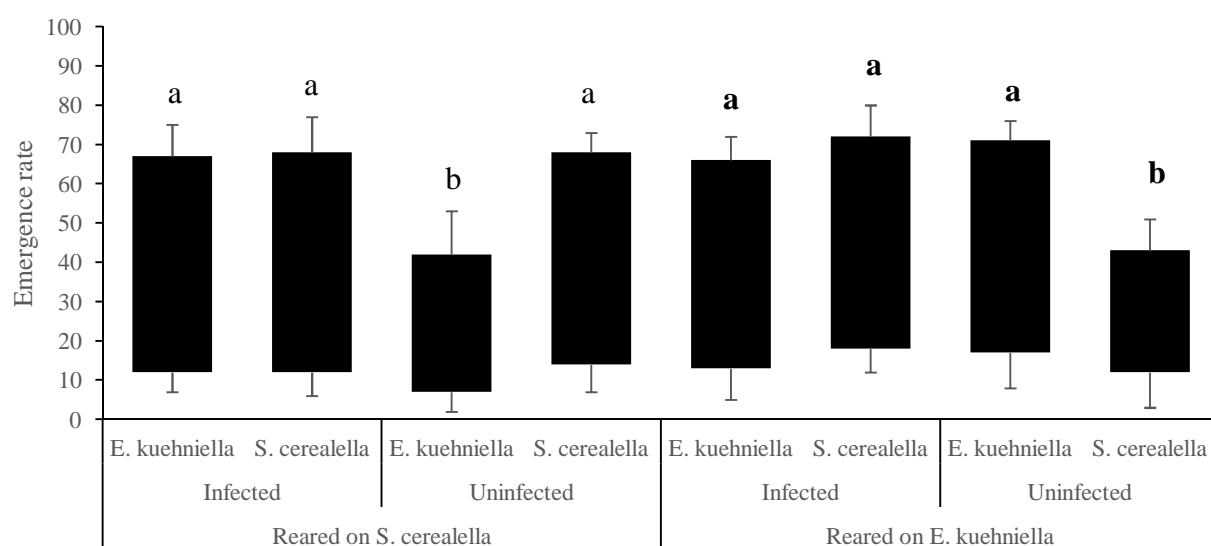 100
90
80
70
60
50
40
30
20
10
0
Emergence rate
a
a
b
a
a
a
a
b
E. kuehniella S. cerealella E. kuehniella S. cerealella E. kuehniella S. cerealella E. kuehniella S. cerealella
Infected Uninfected Infected Uninfected
Reared on S. cerealella Reared on E. kuehniella